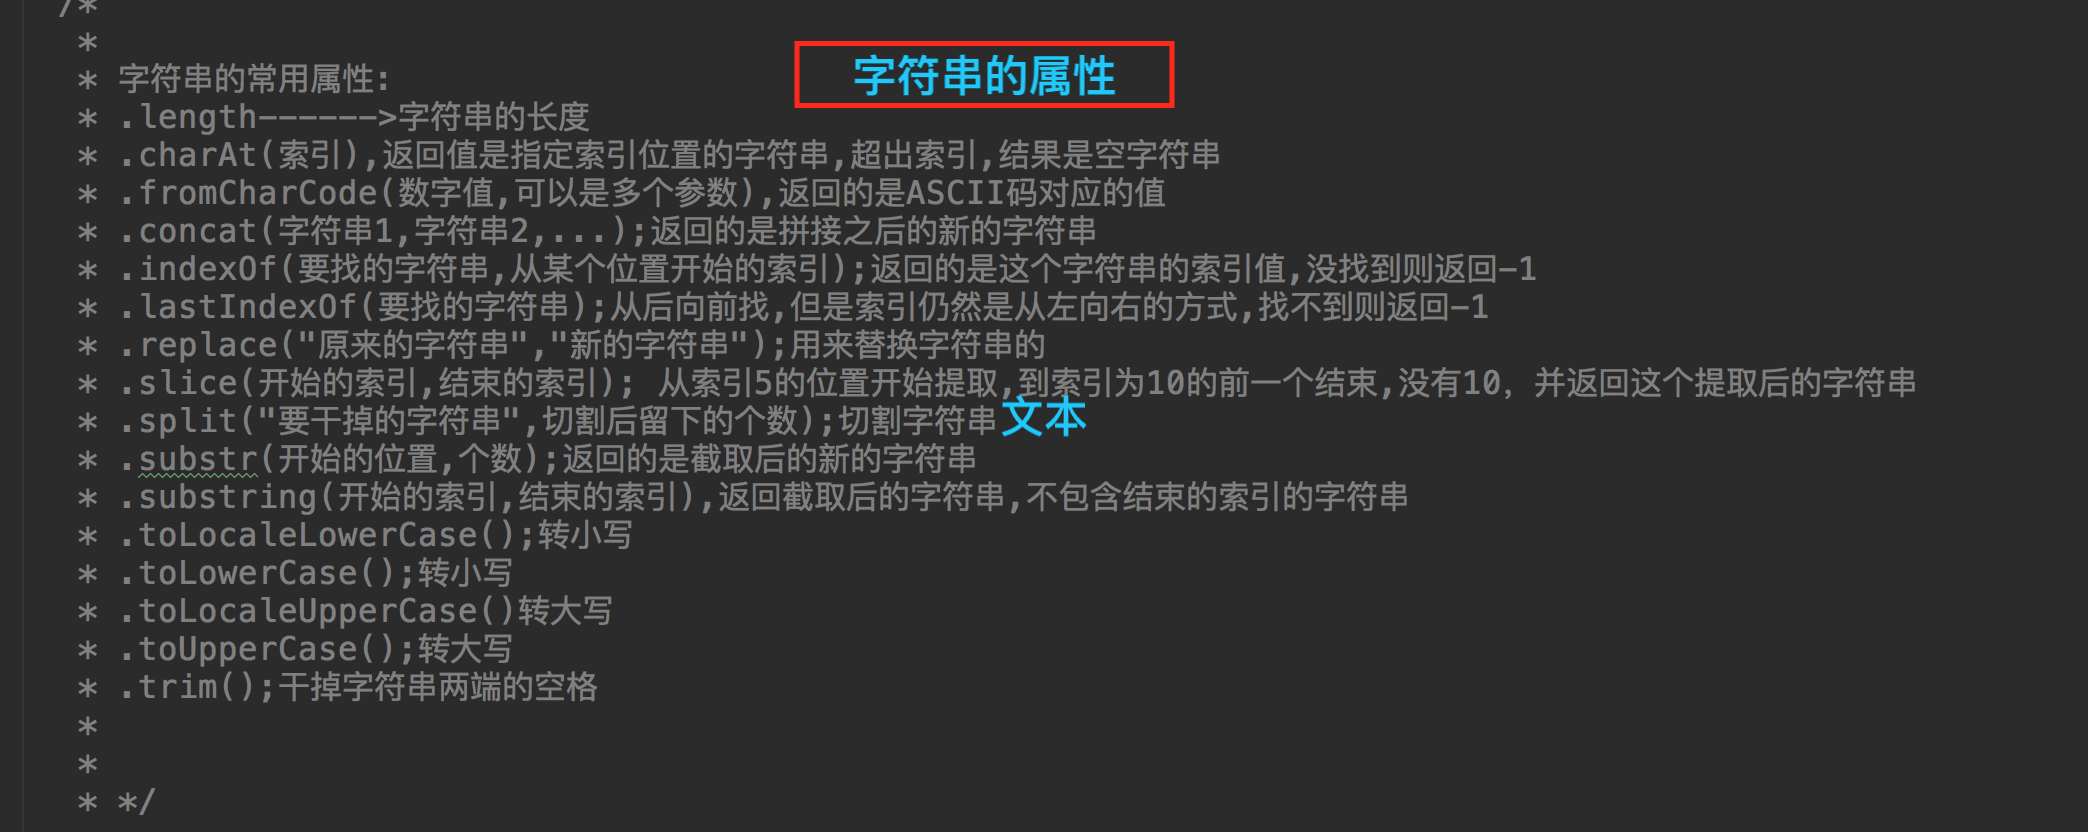 /*
*
* 字符串的常用属性:
字符串的属性
* .length------>字符串的长度
* .charAt(索引),返回值是指定索引位置的字符串,超出索引,结果是空字符串
* .fromCharCode(数字值,可以是多个参数),返回的是ASCII码对应的值
* .concat(字符串1,字符串2,...);返回的是拼接之后的新的字符串
* .indexOf(要找的字符串,从某个位置开始的索引);返回的是这个字符串的索引值,没找到则返回-1
* .lastIndexOf(要找的字符串);从后向前找,但是索引仍然是从左向右的方式,找不到则返回-1
* .replace("原来的字符串","新的字符串");用来替换字符串的
* .slice(开始的索引,结束的索引); 从索引5的位置开始提取,到索引为10的前一个结束,没有10，并返回这个提取后的字符串
* .split("要干掉的字符串",切割后留下的个数);切割字符串 文本
* .substr(开始的位置,个数);返回的是截取后的新的字符串
* .substring(开始的索引,结束的索引),返回截取后的字符串,不包含结束的索引的字符串
* .toLocaleLowerCase();转小写
* .toLowerCase();转小写
* .toLocaleUpperCase()转大写
* .toUpperCase();转大写
* .trim();干掉字符串两端的空格
*
*
* */